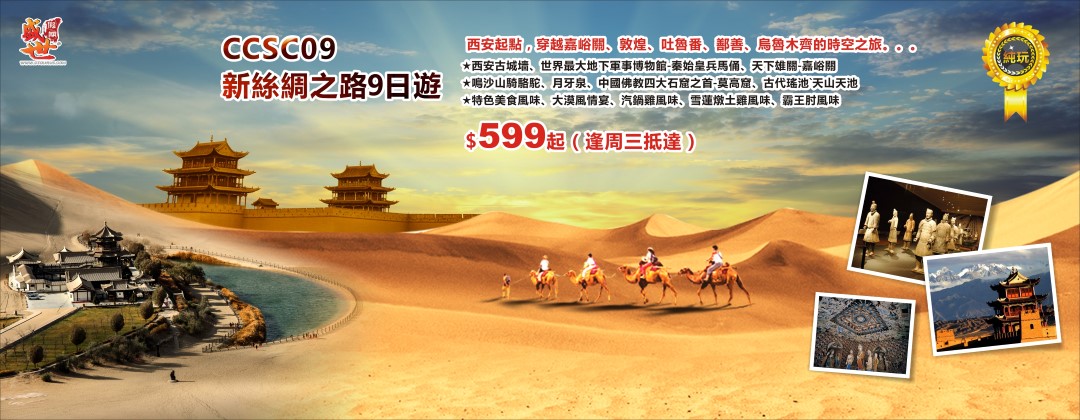 盛世假期
CCSC09
新絲綢之路9日遊
西安起點，穿越嘉峪關、敦煌、吐魯番、鄯善、烏魯木齊的時空之旅．．．
★西安古城墻、世界最大地下軍事博物館-秦始皇兵馬俑、天下雄關-嘉峪關
★鳴沙山騎駱駝、月牙泉、中國佛教四大石窟之首-莫高窟、古代瑤池`天山天池
★特色美食風味、大漠風情宴、汽鍋雞風味、雪蓮燉土雞風味、霸王肘風味
$599起（逢周三抵達）
純玩